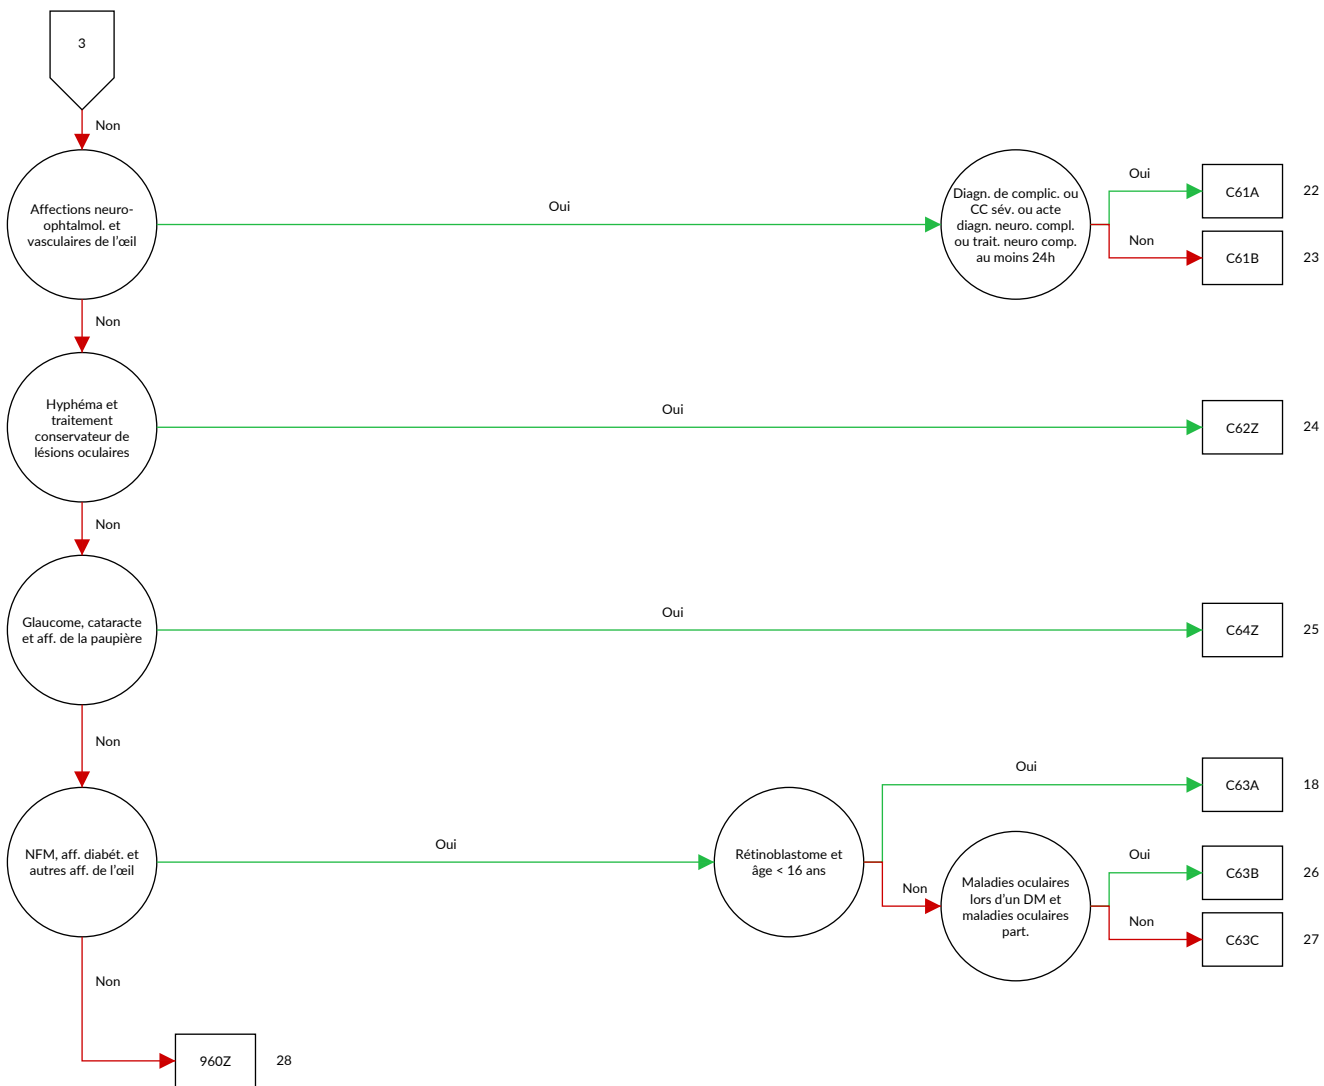 3
Non
Affections neuro-
ophtalmol. et
vasculaires de l'œil
Oui
Diagn. de complic. ou
CC sév. ou acte
diagn. neuro. compl.
ou trait. neuro comp.
au moins 24h
Oui
C61A
22
Non
C61B
23
Non
Hyphéma et
traitement
conservateur de
lésions oculaires
Oui
C62Z
24
Non
Glaucome, cataracte
et aff. de la paupière
Oui
C64Z
25
Non
NFM, aff. diabét. et
autres aff. de l'œil
Oui
Rétinoblastome et
âge < 16 ans
Oui
C63A
18
Non
Maladies oculaires
lors d'un DM et
maladies oculaires
part.
Oui
C63B
26
Non
C63C
27
Non
960Z
28